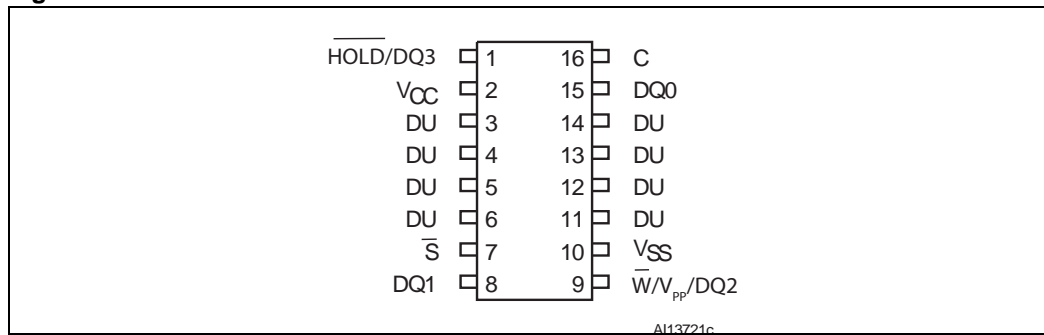 H̅O̅L̅D̅/DQ3 1 16 C
VCC 2 15 DQ0
DU 3 14 DU
DU 4 13 DU
DU 5 12 DU
DU 6 11 DU
S̅ 7 10 VSS
DQ1 8 9 W̅/VPP/DQ2
AI13721c